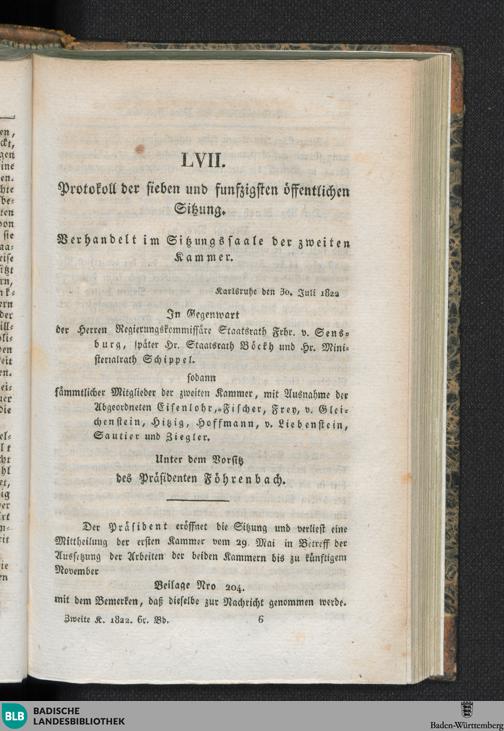 LVII.
Protokoll der sieben und funfzigsten öffentlichen
Sitzung.
Verhandelt im Sitzungssaale der zweiten
Kammer.
Karlsruhe den 30. Juli 1822
In Gegenwart
der Herren Regierungskommissäre Staatsrath Frhr. v. Sens-
burg, später Hr. Staatsrath Böckh und Hr. Mini-
sterialrath Schippel.
sodann
sämmtlicher Mitglieder der zweiten Kammer, mit Ausnahme der
Abgeordneten Eisenlohr, Fischer, Frey, v. Glei-
chenstein, Hitzig, Hoffmann, v. Liebenstein,
Sautier und Ziegler.
Unter dem Vorsitz
des Präsidenten Föhrenbach.
Der Präsident eröffnet die Sitzung und verliest eine
Mittheilung der ersten Kammer vom 29. Mai in Betreff der
Aussetzung der Arbeiten der beiden Kammern bis zu künftigem
November
Beilage Nro 204.
mit dem Bemerken, daß dieselbe zur Nachricht genommen werde.
Zweite K. 1822. 6r. Bd. 6
BLB BADISCHE
LANDESBIBLIOTHEK
Baden-Württemberg